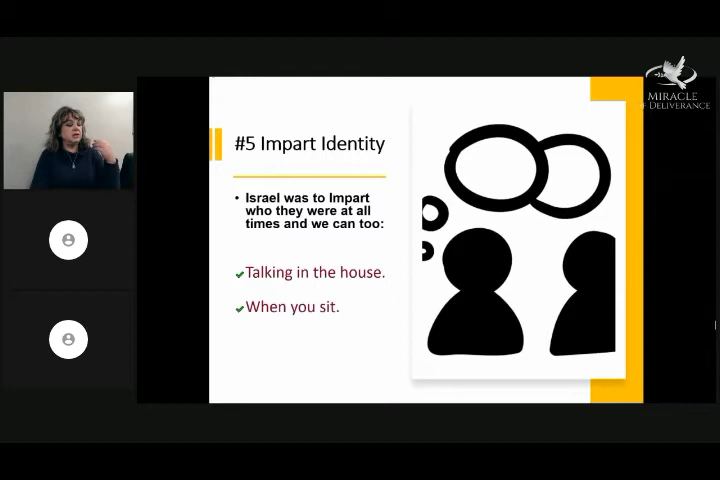 MIRACLE
OF DELIVERANCE
#5 Impart Identity
• Israel was to Impart
who they were at all
times and we can too:
✓Talking in the house.
✓When you sit.